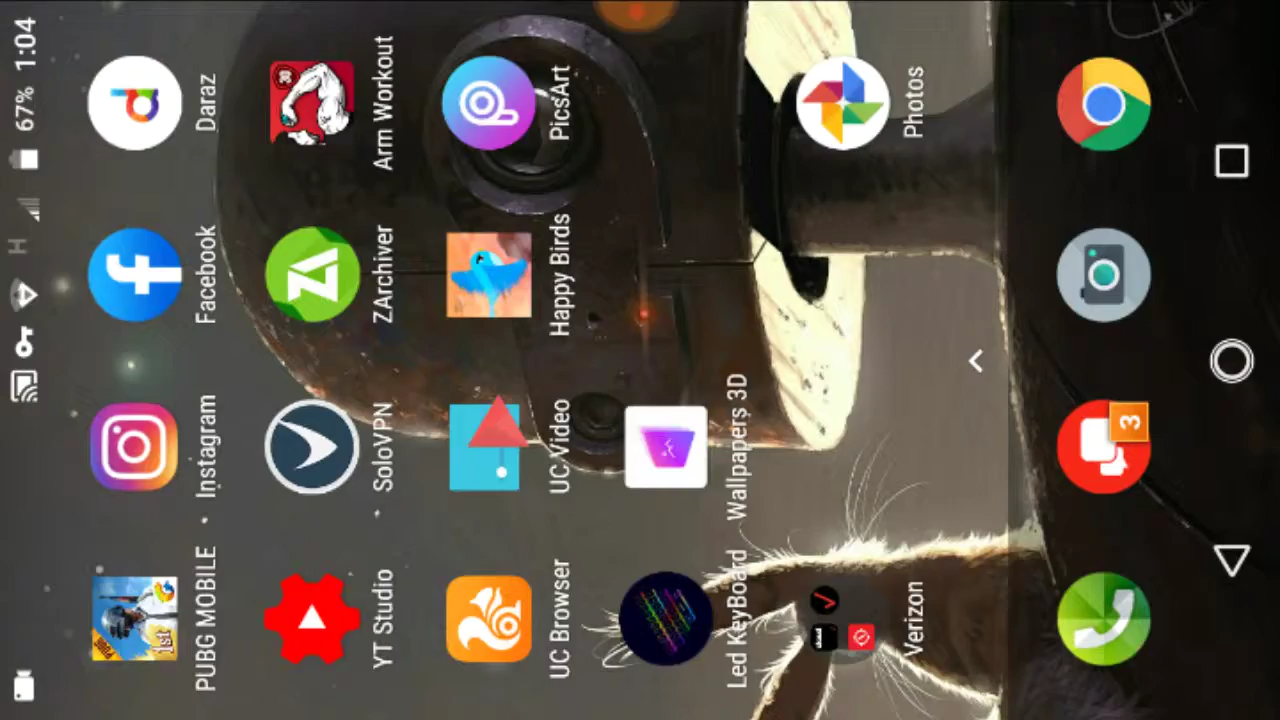 H 67% 1:04
PUBG MOBILE Instagram Facebook Daraz
YT Studio SoloVPN ZArchiver Arm Workout
UC Browser UC Video Happy Birds PicsArt
Led KeyBoard Wallpapers 3D
Verizon Photos
3